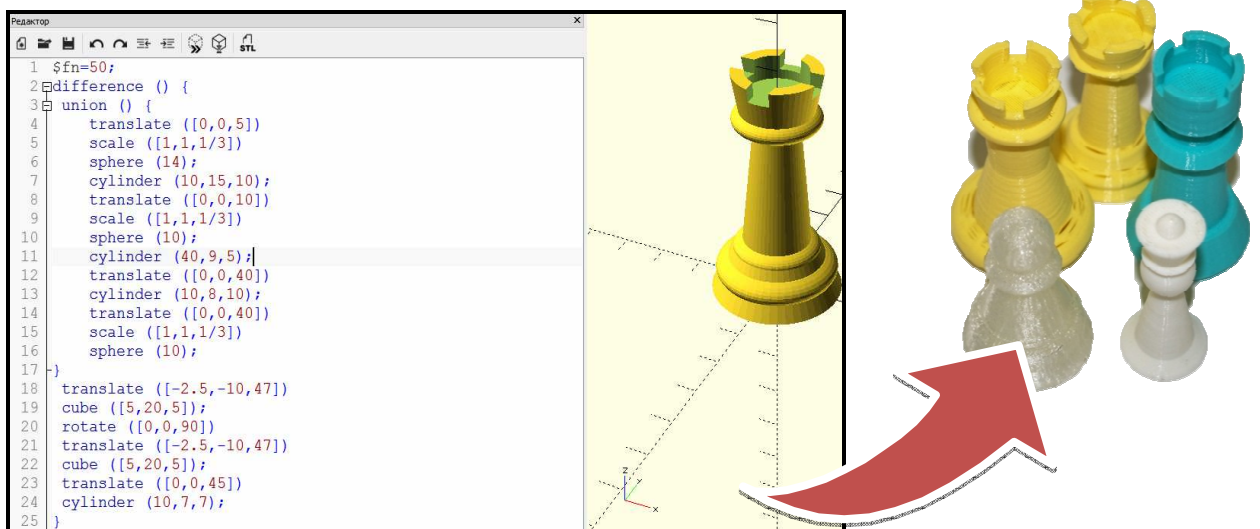 Редактор
STL
1 $fn=50;
2 difference () {
3 union () {
4 translate ([0,0,5])
5 scale ([1,1,1/3])
6 sphere (14);
7 cylinder (10,15,10);
8 translate ([0,0,10])
9 scale ([1,1,1/3])
10 sphere (10);
11 cylinder (40,9,5);
12 translate ([0,0,40])
13 cylinder (10,8,10);
14 translate ([0,0,40])
15 scale ([1,1,1/3])
16 sphere (10);
17 }
18 translate ([-2.5,-10,47])
19 cube ([5,20,5]);
20 rotate ([0,0,90])
21 translate ([-2.5,-10,47])
22 cube ([5,20,5]);
23 translate ([0,0,45])
24 cylinder (10,7,7);
25 }
z
y
x